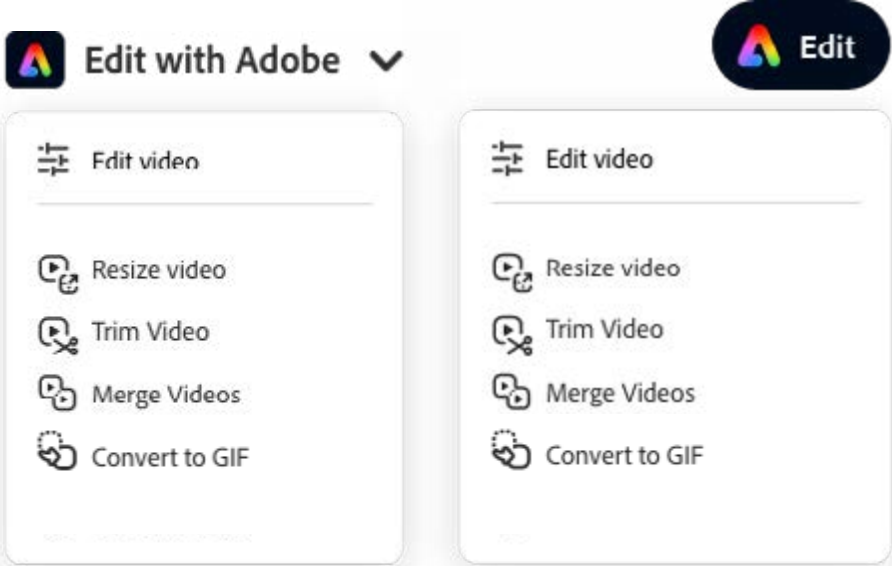 Edit with Adobe
Edit video
Resize video
Trim Video
Merge Videos
Convert to GIF
Edit
Edit video
Resize video
Trim Video
Merge Videos
Convert to GIF